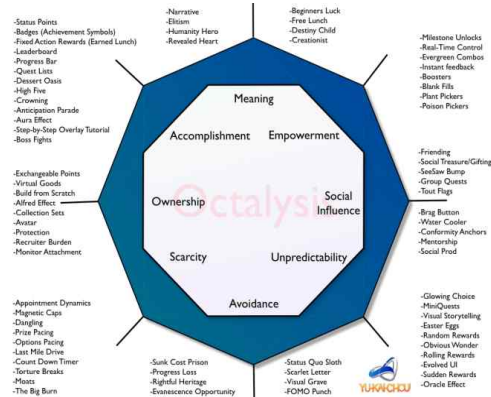 -Narrative
-Elitism
-Humanity Hero
-Revealed Heart
-Beginners Luck
-Free Lunch
-Destiny Child
-Creationist
-Status Points
-Badges (Achievement Symbols)
-Fixed Action Rewards (Earned Lunch)
-Leaderboard
-Progress Bar
-Quest Lists
-Dessert Oasis
-High Five
-Crowning
-Anticipation Parade
-Aura Effect
-Step-by-Step Overlay Tutorial
-Boss Fights
-Milestone Unlocks
-Real-Time Control
-Evergreen Combos
-Instant feedback
-Boosters
-Blank Fills
-Plant Pickers
-Poison Pickers
Meaning
Accomplishment
Empowerment
Ownership
Octalysis
Social
Influence
Scarcity
Unpredictability
Avoidance
-Exchangeable Points
-Virtual Goods
-Build from Scratch
-Alfred Effect
-Collection Sets
-Avatar
-Protection
-Recruiter Burden
-Monitor Attachment
-Friending
-Social Treasure/Gifting
-SeeSaw Bump
-Group Quests
-Tout Flags
-Brag Button
-Water Cooler
-Conformity Anchors
-Mentorship
-Social Prod
-Appointment Dynamics
-Magnetic Caps
-Dangling
-Prize Pacing
-Options Pacing
-Last Mile Drive
-Count Down Timer
-Torture Breaks
-Moats
-The Big Burn
-Sunk Cost Prison
-Progress Loss
-Rightful Heritage
-Evanescence Opportunity
-Status Quo Sloth
-Scarlet Letter
-Visual Grave
-FOMO Punch
-Glowing Choice
-MiniQuests
-Visual Storytelling
-Easter Eggs
-Random Rewards
-Obvious Wonder
-Rolling Rewards
-Evolved UI
-Sudden Rewards
-Oracle Effect
YUKAICHOU